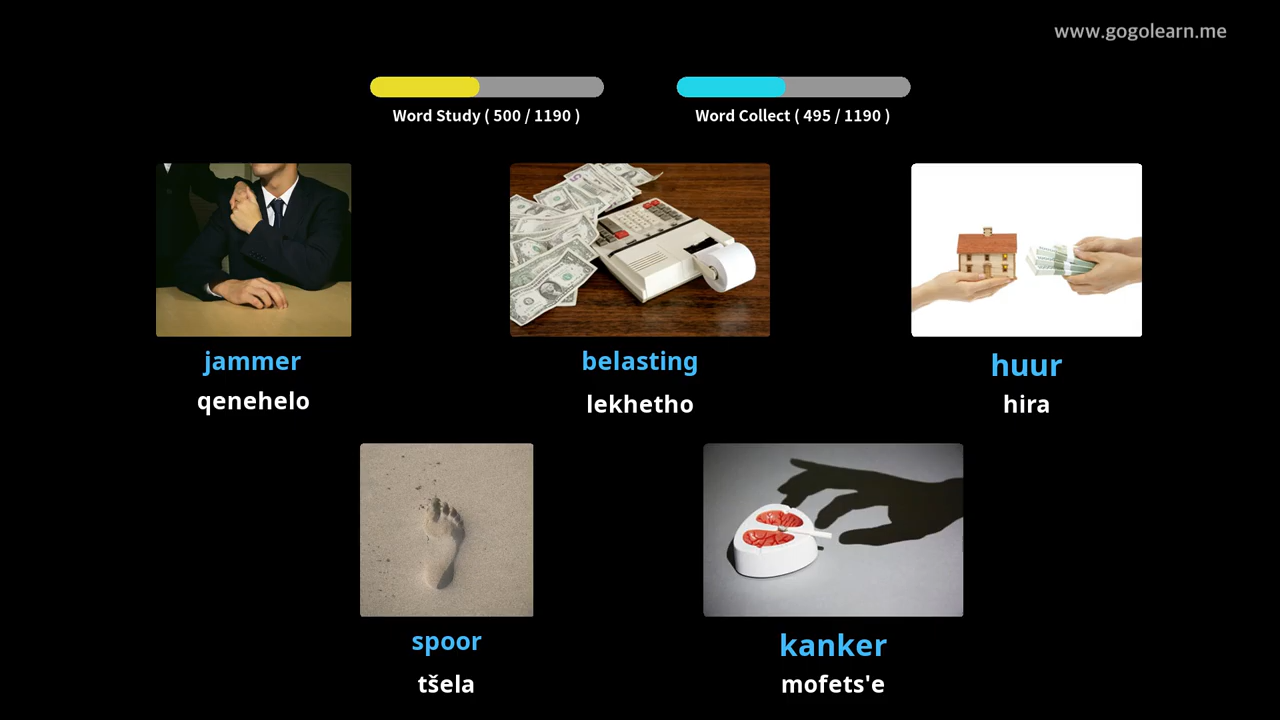 www.gogolearn.me
Word Study ( 500 / 1190 )
Word Collect ( 495 / 1190 )
jammer
qenehelo
belasting
lekhetho
huur
hira
spoor
tšela
kanker
mofets'e